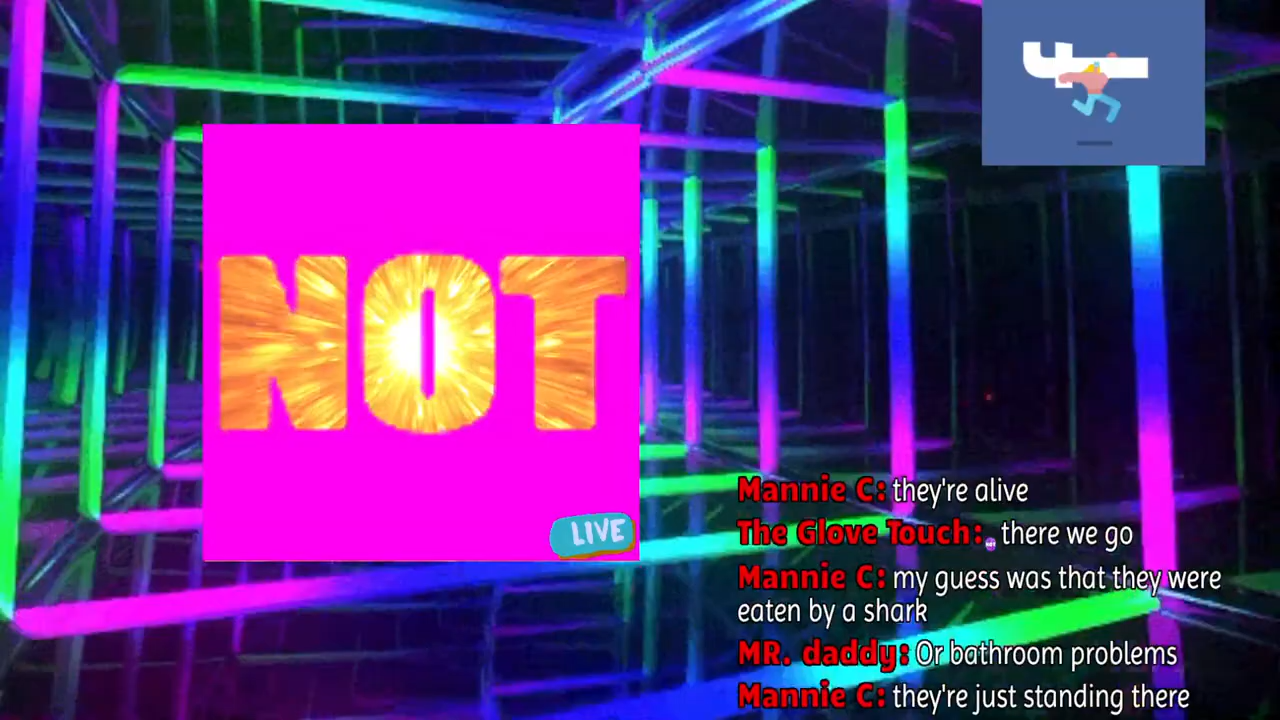 NOT
LIVE
Mannie C: they're alive
The Glove Touch: there we go
Mannie C: my guess was that they were
eaten by a shark
MR. daddy: Or bathroom problems
Mannie C: they're just standing there